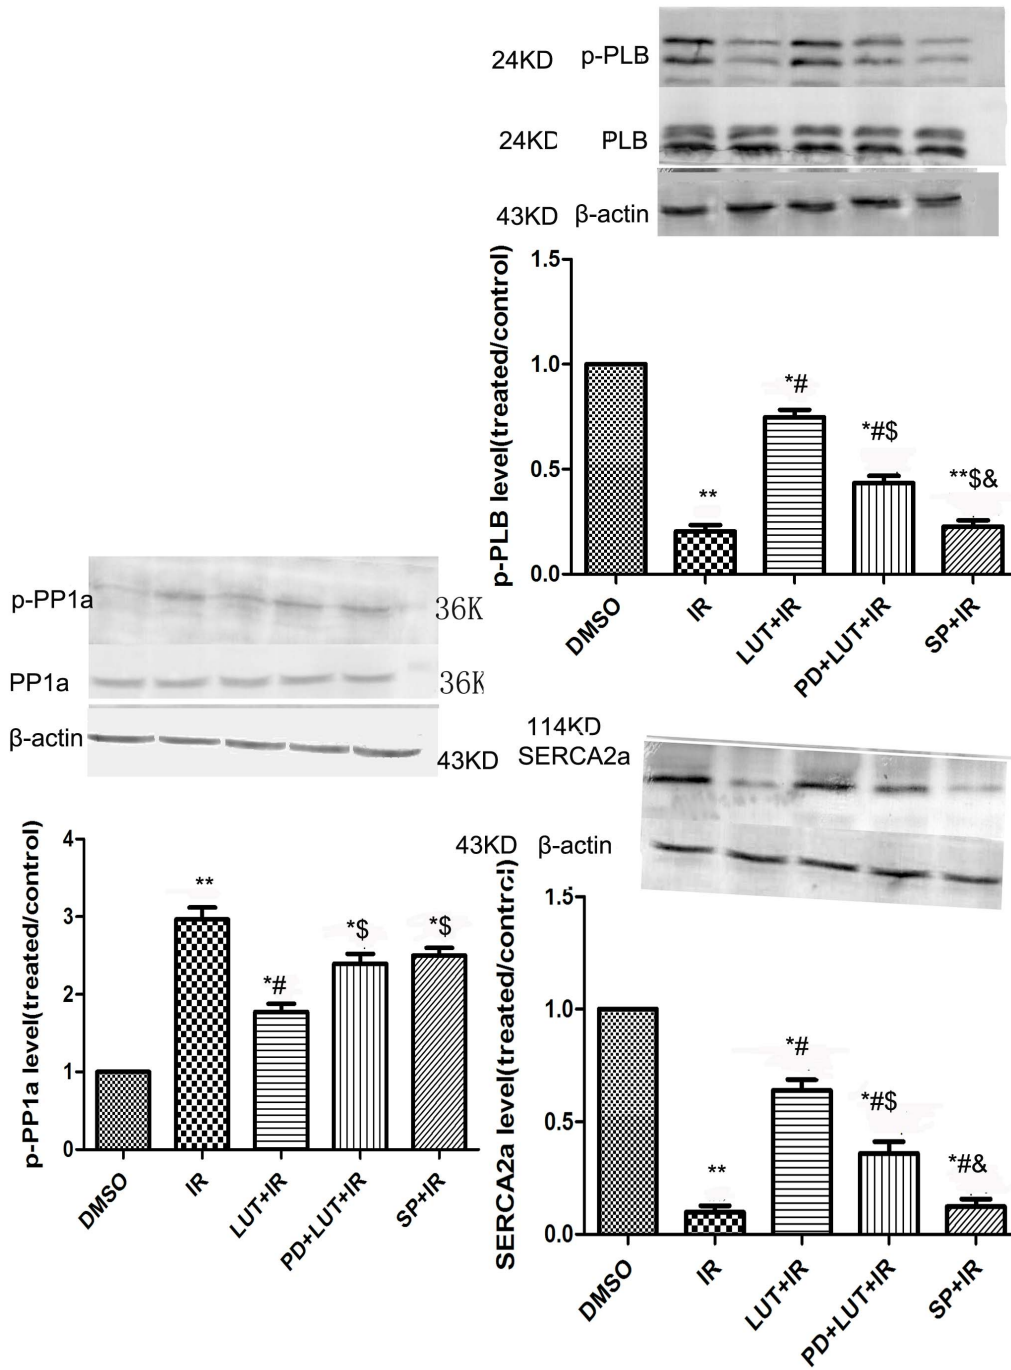 24KD p-PLB
24KD PLB
43KD β-actin
p-PLB level(treated/control)
1.5
1.0
0.5
0.0
*#
*#$
**
**$&
DMSO
IR
LUT+IR
PD+LUT+IR
SP+IR
p-PP1a
36K
PP1a
36K
β-actin
43KD
p-PP1a level(treated/control)
4
3
2
1
0
**
*#
*$
*$
DMSO
IR
LUT+IR
PD+LUT+IR
SP+IR
114KD
SERCA2a
43KD β-actin
SERCA2a level(treated/control)
1.5
1.0
0.5
0.0
*#
*#$
**
*#&
DMSO
IR
LUT+IR
PD+LUT+IR
SP+IR